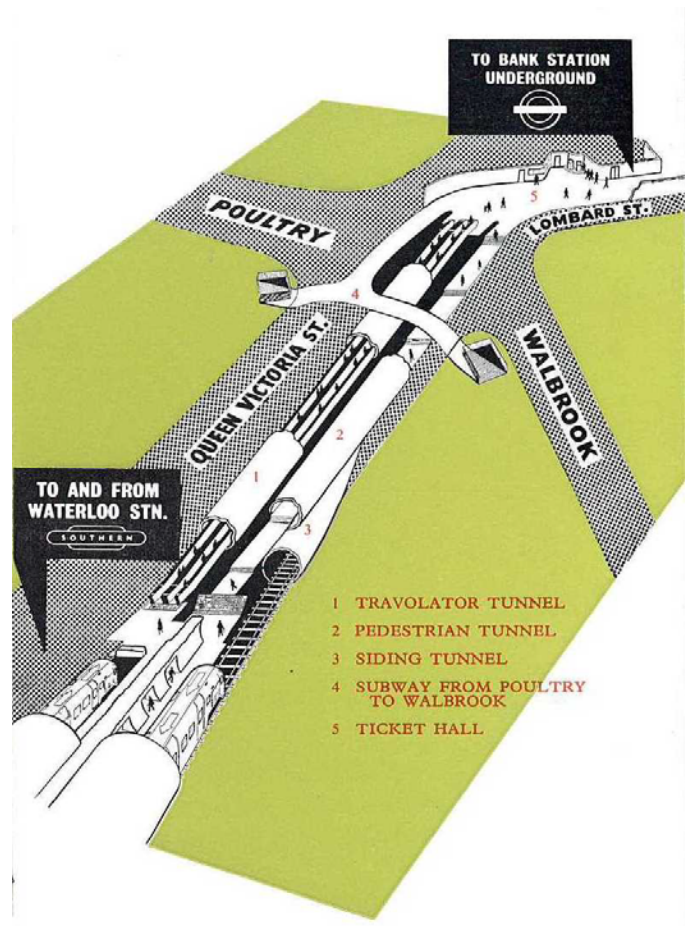 TO BANK STATION
UNDERGROUND
POULTRY
5
LOMBARD ST.
4
QUEEN VICTORIA ST.
WALBROOK
2
1
TO AND FROM
WATERLOO STN.
SOUTHERN
3
1 TRAVOLATOR TUNNEL
2 PEDESTRIAN TUNNEL
3 SIDING TUNNEL
4 SUBWAY FROM POULTRY
TO WALBROOK
5 TICKET HALL